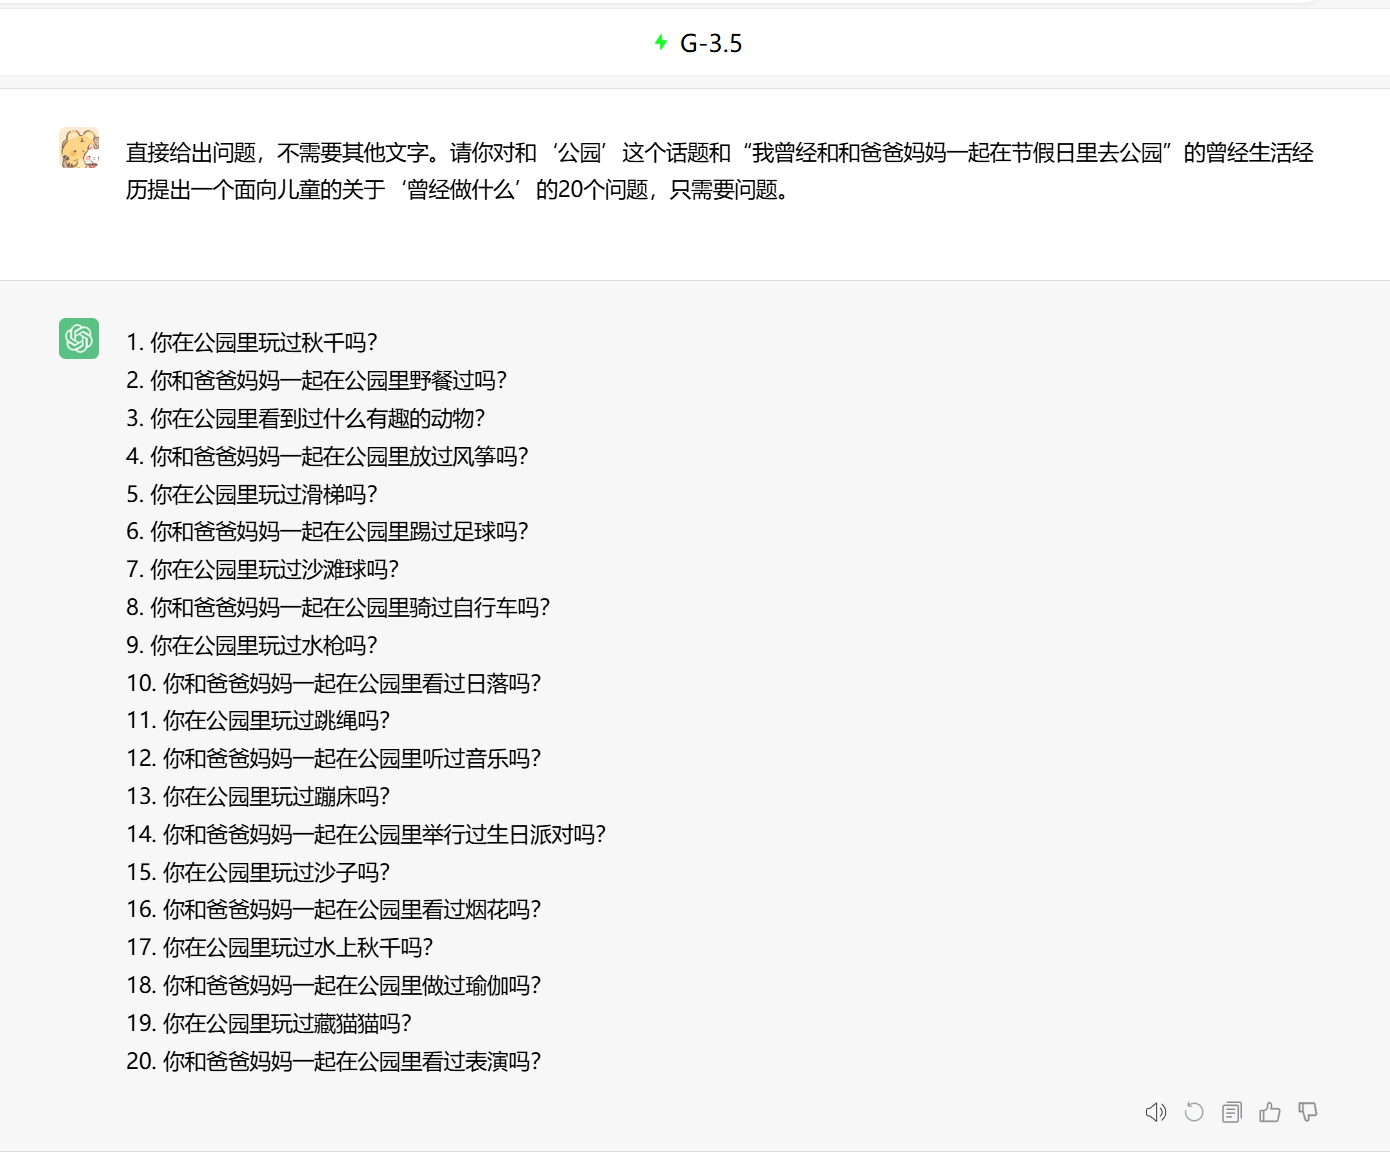 G-3.5
直接给出问题，不需要其他文字。请你对和‘公园’这个话题和“我曾经和和爸爸妈妈一起在节假日里去公园”的曾经生活经
历提出一个面向儿童的关于‘曾经做什么’的20个问题，只需要问题。
1. 你在公园里玩过秋千吗？
2. 你和爸爸妈妈一起在公园里野餐过吗？
3. 你在公园里看到过什么有趣的动物？
4. 你和爸爸妈妈一起在公园里放过风筝吗？
5. 你在公园里玩过滑梯吗？
6. 你和爸爸妈妈一起在公园里踢过足球吗？
7. 你在公园里玩过沙滩球吗？
8. 你和爸爸妈妈一起在公园里骑过自行车吗？
9. 你在公园里玩过水枪吗？
10. 你和爸爸妈妈一起在公园里看过日落吗？
11. 你在公园里玩过跳绳吗？
12. 你和爸爸妈妈一起在公园里听过音乐吗？
13. 你在公园里玩过蹦床吗？
14. 你和爸爸妈妈一起在公园里举行过生日派对吗？
15. 你在公园里玩过沙子吗？
16. 你和爸爸妈妈一起在公园里看过烟花吗？
17. 你在公园里玩过水上秋千吗？
18. 你和爸爸妈妈一起在公园里做过瑜伽吗？
19. 你在公园里玩过藏猫猫吗？
20. 你和爸爸妈妈一起在公园里看过表演吗？